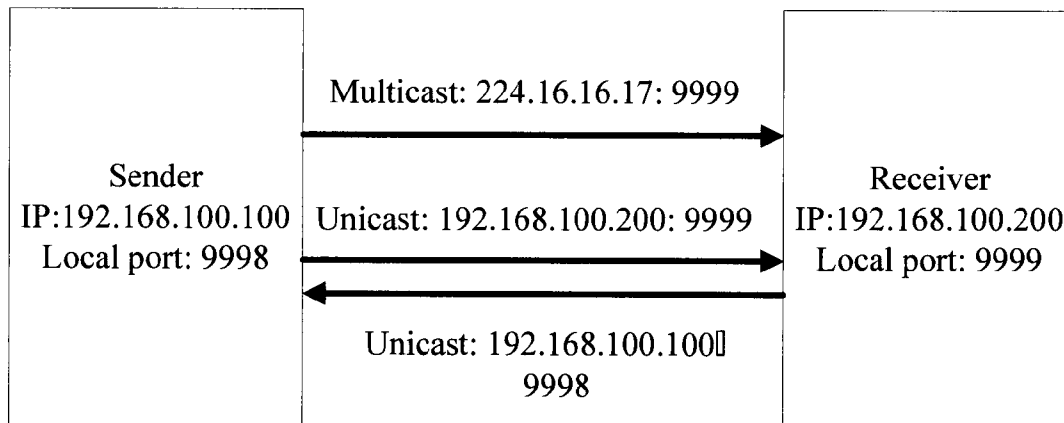 Sender
IP:192.168.100.100
Local port: 9998
Multicast: 224.16.16.17: 9999
Unicast: 192.168.100.200: 9999
Unicast: 192.168.100.100▯
9998
Receiver
IP:192.168.100.200
Local port: 9999